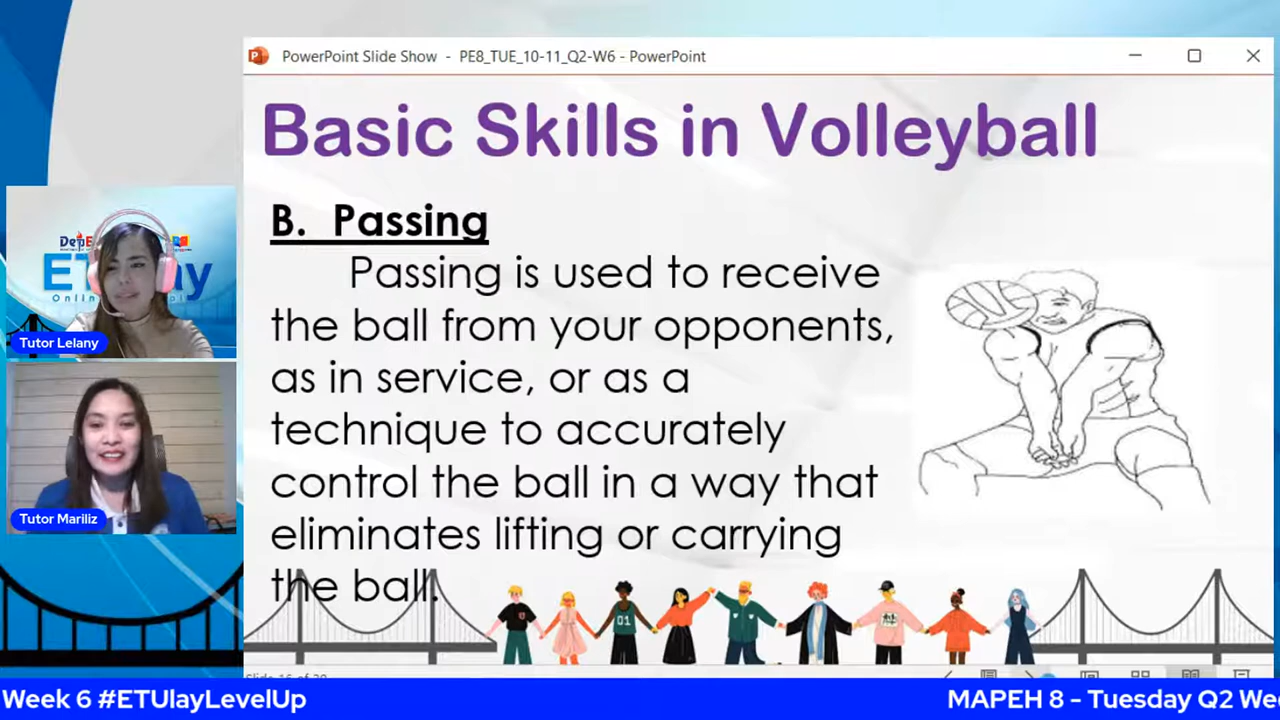 PowerPoint Slide Show - PE8_TUE_10-11_Q2-W6 - PowerPoint
Basic Skills in Volleyball
B. Passing
Passing is used to receive
the ball from your opponents,
as in service, or as a
technique to accurately
control the ball in a way that
eliminates lifting or carrying
the ball.
Tutor Lelany
Tutor Mariliz
01
Week 6 #ETUlayLevelUp
MAPEH 8 - Tuesday Q2 Wee